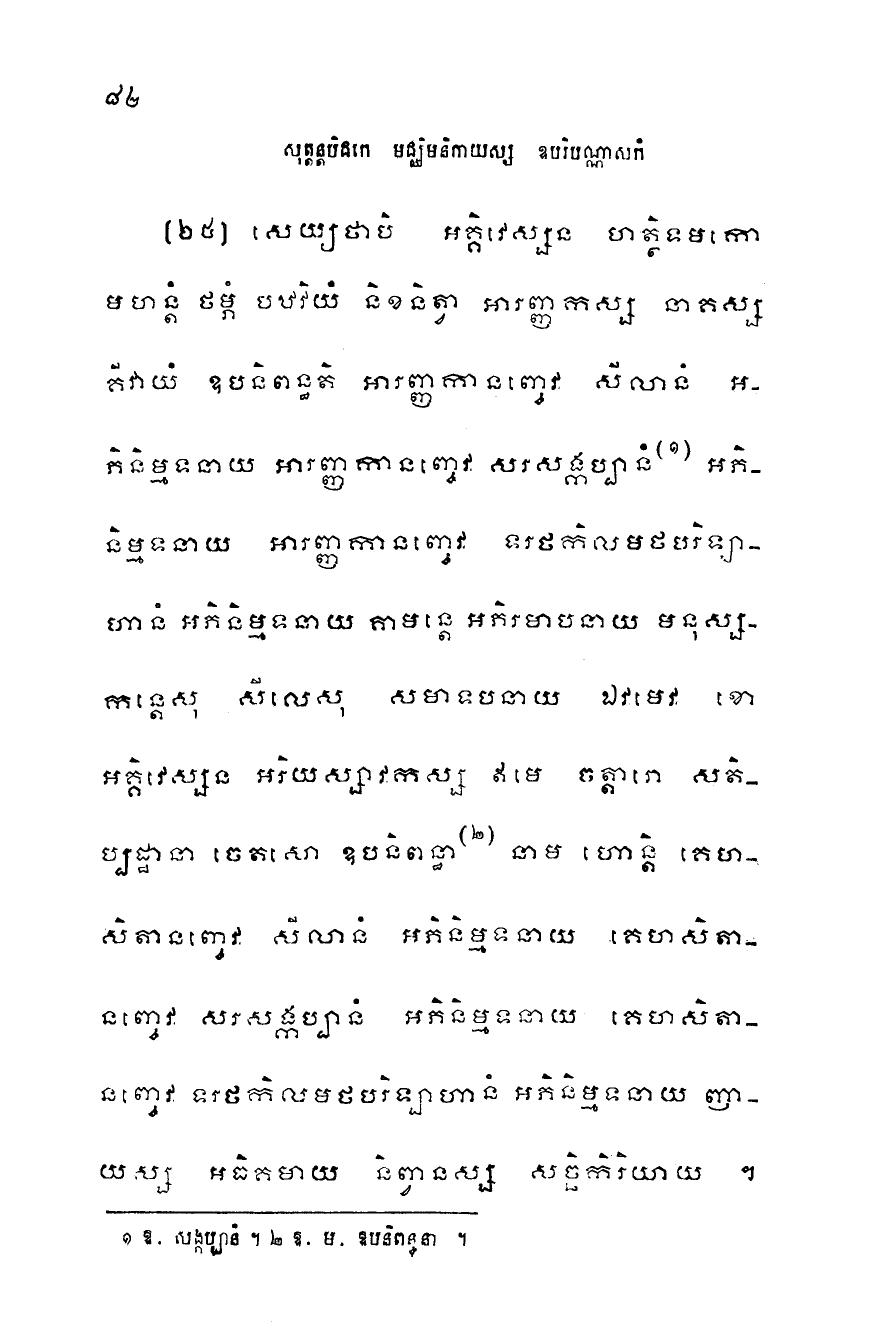 ៨២
សុត្តន្តបិដកេ មជ្ឈិមនិកាយស្ស ឧបរិបណ្ណាសកំ
(២៥) សេយ្យថាបិ អគ្គិវេស្សន ហត្ថិទមកោ
មហន្តំ ថម្ភំ បឋវិយំ និខនិត្វា អារញ្ញកស្ស នាគស្ស
គីវាយំ ឧបនិពន្ធតិ អារញ្ញកានញ្ចេវ សីលានំ អ-
ភិនិម្មទនាយ អារញ្ញកានញ្ចេវ សរសង្កប្បានំ(១) អភិ-
និម្មទនាយ អារញ្ញកានញ្ចេវ ទរថកិលមថបរិឡា-
ហានំ អភិនិម្មទនាយ គាមន្តេ អភិរមាបនាយ មនុស្ស-
កន្តេសុ សីលេសុ សមាទបនាយ ឯវមេវ ខោ
អគ្គិវេស្សន អរិយស្សាវកស្ស ឥមេ ចត្តារោ សតិ-
ប្បដ្ឋានា ចេតសោ ឧបនិពន្ធា(២) នាម ហោន្តិ គេហ-
សិតានញ្ចេវ សីលានំ អភិនិម្មទនាយ គេហសិតា-
នញ្ចេវ សរសង្កប្បានំ អភិនិម្មទនាយ គេហសិតា-
នញ្ចេវ ទរថកិលមថបរិឡាហានំ អភិនិម្មទនាយ ញា-
យស្ស អធិគមាយ និព្វានស្ស សច្ឆិកិរិយាយ ។
១ ឱ. សង្កប្បានំ ។ ២ ឱ. ម. ឧបនិពន្ធនា ។